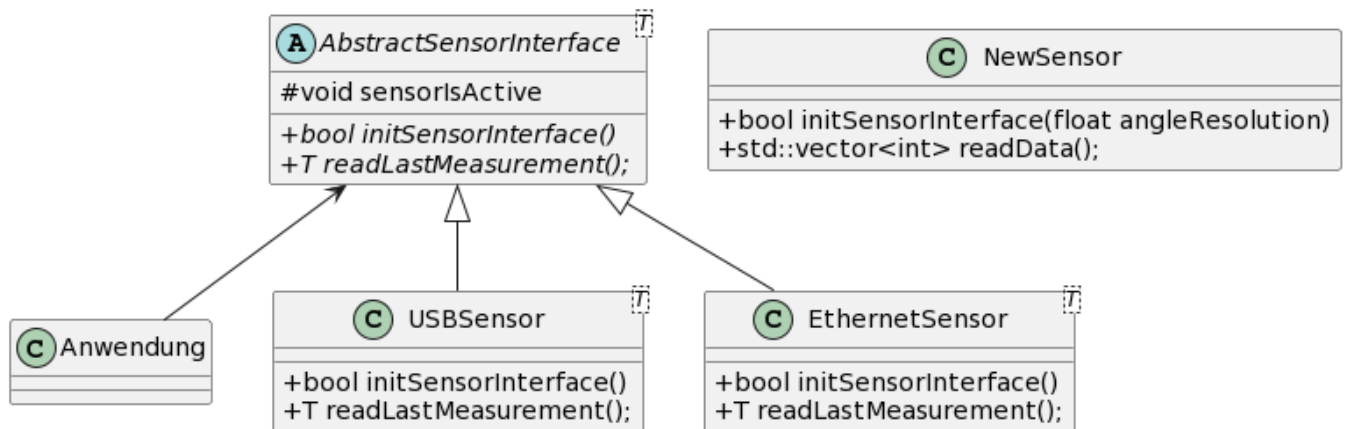 T
A AbstractSensorInterface
#void sensorIsActive
+bool initSensorInterface()
+T readLastMeasurement();
C NewSensor
+bool initSensorInterface(float angleResolution)
+std::vector<int> readData();
C Anwendung
T
C USBSensor
+bool initSensorInterface()
+T readLastMeasurement();
T
C EthernetSensor
+bool initSensorInterface()
+T readLastMeasurement();